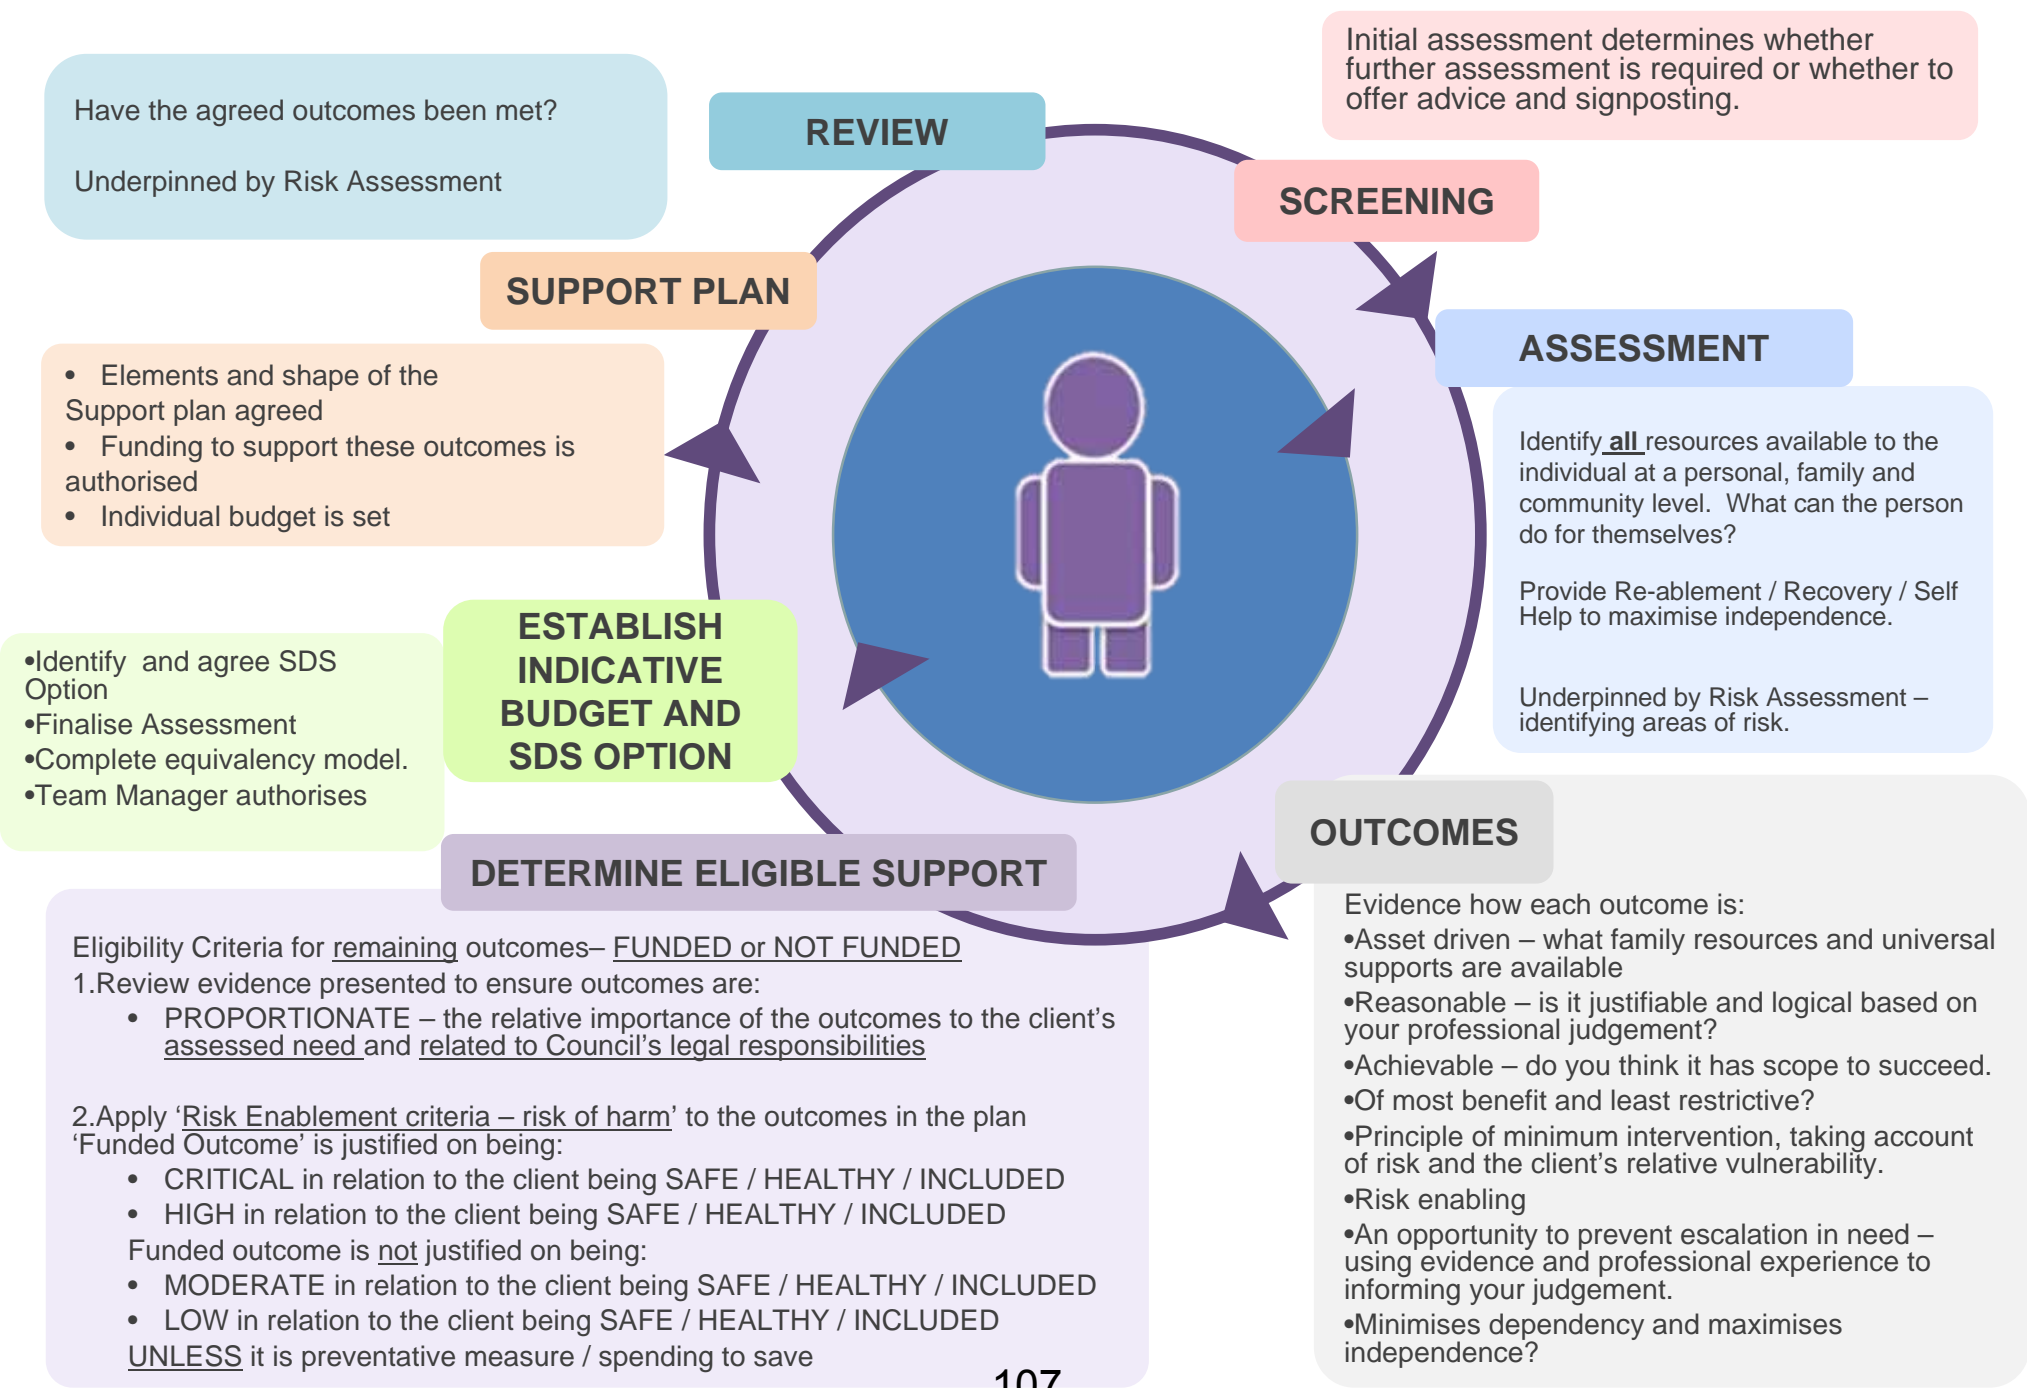 Initial assessment determines whether
further assessment is required or whether to
offer advice and signposting.
Have the agreed outcomes been met?
Underpinned by Risk Assessment
REVIEW
SCREENING
SUPPORT PLAN
• Elements and shape of the
Support plan agreed
• Funding to support these outcomes is
authorised
• Individual budget is set
ASSESSMENT
Identify all resources available to the
individual at a personal, family and
community level. What can the person
do for themselves?
Provide Re-ablement / Recovery / Self
Help to maximise independence.
Underpinned by Risk Assessment –
identifying areas of risk.
ESTABLISH
INDICATIVE
BUDGET AND
SDS OPTION
•Identify and agree SDS
Option
•Finalise Assessment
•Complete equivalency model.
•Team Manager authorises
OUTCOMES
Evidence how each outcome is:
•Asset driven – what family resources and universal
supports are available
•Reasonable – is it justifiable and logical based on
your professional judgement?
•Achievable – do you think it has scope to succeed.
•Of most benefit and least restrictive?
•Principle of minimum intervention, taking account
of risk and the client's relative vulnerability.
•Risk enabling
•An opportunity to prevent escalation in need –
using evidence and professional experience to
informing your judgement.
•Minimises dependency and maximises
independence?
DETERMINE ELIGIBLE SUPPORT
Eligibility Criteria for remaining outcomes– FUNDED or NOT FUNDED
1.Review evidence presented to ensure outcomes are:
• PROPORTIONATE – the relative importance of the outcomes to the client's
assessed need and related to Council's legal responsibilities
2.Apply ‘Risk Enablement criteria – risk of harm’ to the outcomes in the plan
‘Funded Outcome’ is justified on being:
• CRITICAL in relation to the client being SAFE / HEALTHY / INCLUDED
• HIGH in relation to the client being SAFE / HEALTHY / INCLUDED
Funded outcome is not justified on being:
• MODERATE in relation to the client being SAFE / HEALTHY / INCLUDED
• LOW in relation to the client being SAFE / HEALTHY / INCLUDED
UNLESS it is preventative measure / spending to save
107